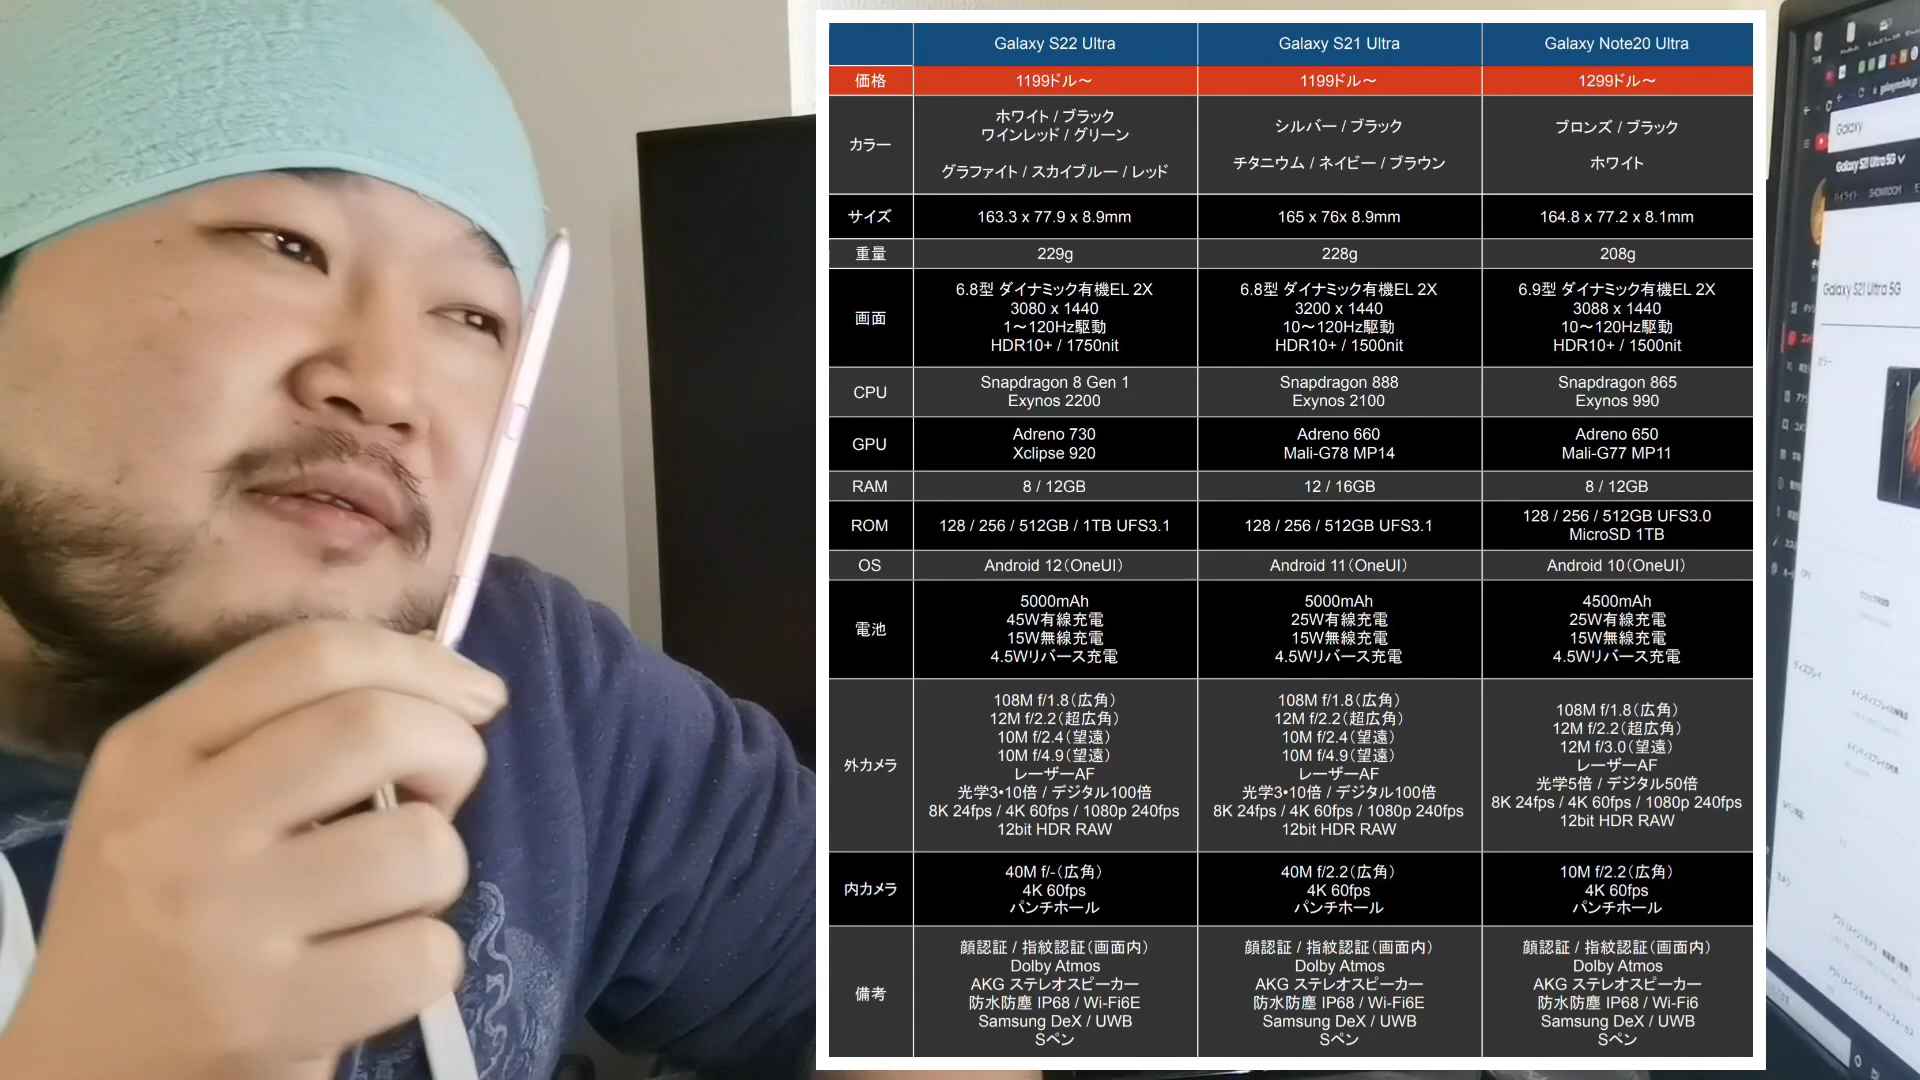 Galaxy S22 Ultra
Galaxy S21 Ultra
Galaxy Note20 Ultra
価格
1199ドル～
1199ドル～
1299ドル～
カラー
ホワイト / ブラック
ワインレッド / グリーン
グラファイト / スカイブルー / レッド
シルバー / ブラック
チタニウム / ネイビー / ブラウン
ブロンズ / ブラック
ホワイト
サイズ
163.3 x 77.9 x 8.9mm
165 x 76x 8.9mm
164.8 x 77.2 x 8.1mm
重量
229g
228g
208g
画面
6.8型 ダイナミック有機EL 2X
3080 x 1440
1～120Hz駆動
HDR10+ / 1750nit
6.8型 ダイナミック有機EL 2X
3200 x 1440
10～120Hz駆動
HDR10+ / 1500nit
6.9型 ダイナミック有機EL 2X
3088 x 1440
10～120Hz駆動
HDR10+ / 1500nit
CPU
Snapdragon 8 Gen 1
Exynos 2200
Snapdragon 888
Exynos 2100
Snapdragon 865
Exynos 990
GPU
Adreno 730
Xclipse 920
Adreno 660
Mali-G78 MP14
Adreno 650
Mali-G77 MP11
RAM
8 / 12GB
12 / 16GB
8 / 12GB
ROM
128 / 256 / 512GB / 1TB UFS3.1
128 / 256 / 512GB UFS3.1
128 / 256 / 512GB UFS3.0
MicroSD 1TB
OS
Android 12（OneUI）
Android 11（OneUI）
Android 10（OneUI）
電池
5000mAh
45W有線充電
15W無線充電
4.5Wリバース充電
5000mAh
25W有線充電
15W無線充電
4.5Wリバース充電
4500mAh
25W有線充電
15W無線充電
4.5Wリバース充電
外カメラ
108M f/1.8（広角）
12M f/2.2（超広角）
10M f/2.4（望遠）
10M f/4.9（望遠）
レーザーAF
光学3•10倍 / デジタル100倍
8K 24fps / 4K 60fps / 1080p 240fps
12bit HDR RAW
108M f/1.8（広角）
12M f/2.2（超広角）
10M f/2.4（望遠）
10M f/4.9（望遠）
レーザーAF
光学3•10倍 / デジタル100倍
8K 24fps / 4K 60fps / 1080p 240fps
12bit HDR RAW
108M f/1.8（広角）
12M f/2.2（超広角）
12M f/3.0（望遠）
レーザーAF
光学5倍 / デジタル50倍
8K 24fps / 4K 60fps / 1080p 240fps
12bit HDR RAW
内カメラ
40M f/-（広角）
4K 60fps
パンチホール
40M f/2.2（広角）
4K 60fps
パンチホール
10M f/2.2（広角）
4K 60fps
パンチホール
備考
顔認証 / 指紋認証（画面内）
Dolby Atmos
AKG ステレオスピーカー
防水防塵 IP68 / Wi-Fi6E
Samsung DeX / UWB
Sペン
顔認証 / 指紋認証（画面内）
Dolby Atmos
AKG ステレオスピーカー
防水防塵 IP68 / Wi-Fi6E
Samsung DeX / UWB
Sペン
顔認証 / 指紋認証（画面内）
Dolby Atmos
AKG ステレオスピーカー
防水防塵 IP68 / Wi-Fi6
Samsung DeX / UWB
Sペン
Galaxy
Galaxy S21 Ultra 5G
SHOWROOM
Galaxy S21 Ultra 5G